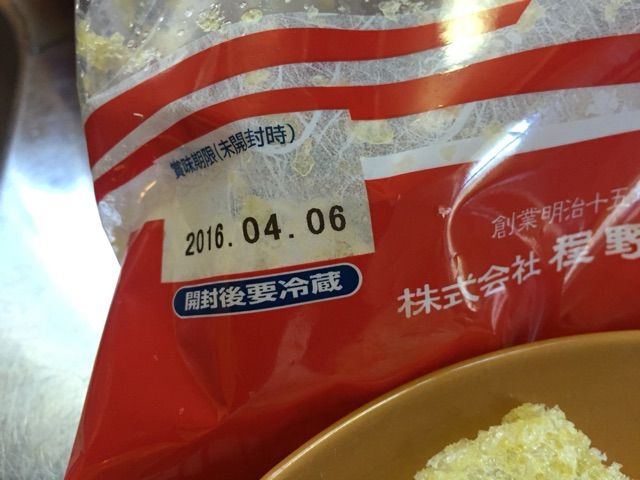 賞味期限(未開封時)
2016.04.06
開封後要冷蔵
創業明治十五
株式会社 程野